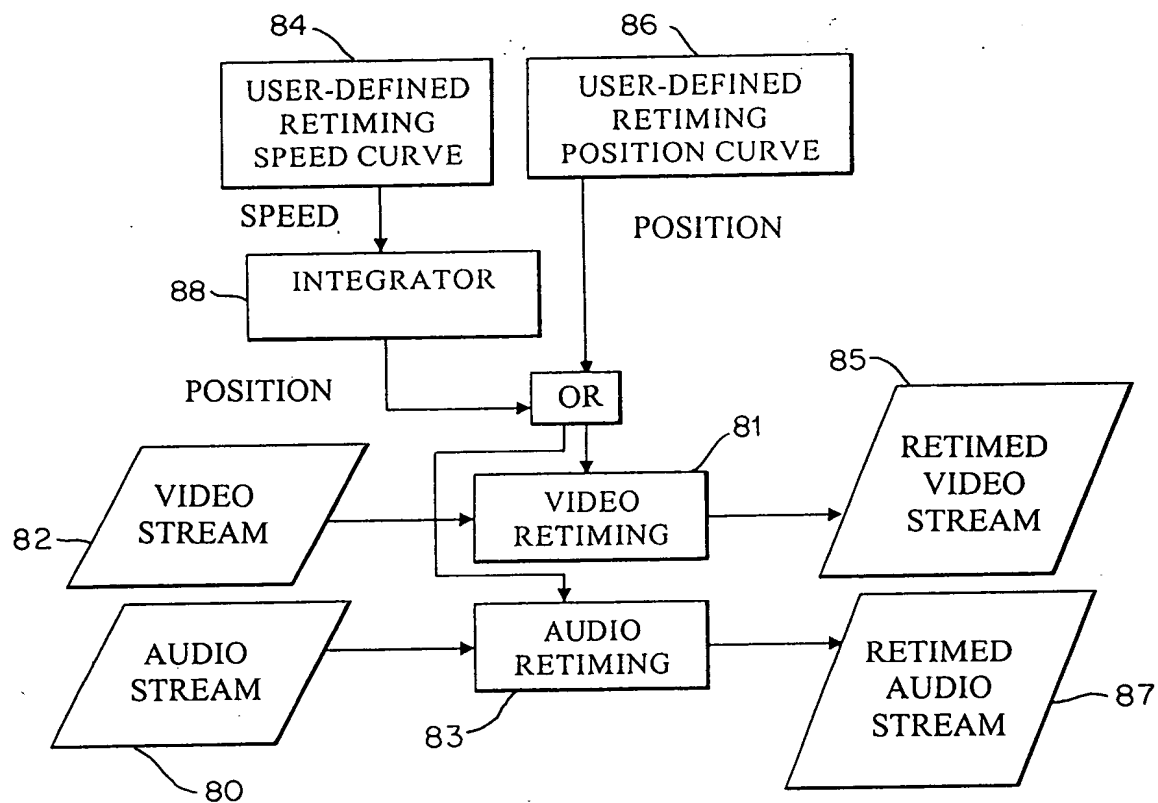 84
86
USER-DEFINED
RETIMING
SPEED CURVE
USER-DEFINED
RETIMING
POSITION CURVE
SPEED
POSITION
INTEGRATOR
88
POSITION
OR
85
81
VIDEO
STREAM
82
VIDEO
RETIMING
RETIMED
VIDEO
STREAM
AUDIO
STREAM
80
AUDIO
RETIMING
83
RETIMED
AUDIO
STREAM
87